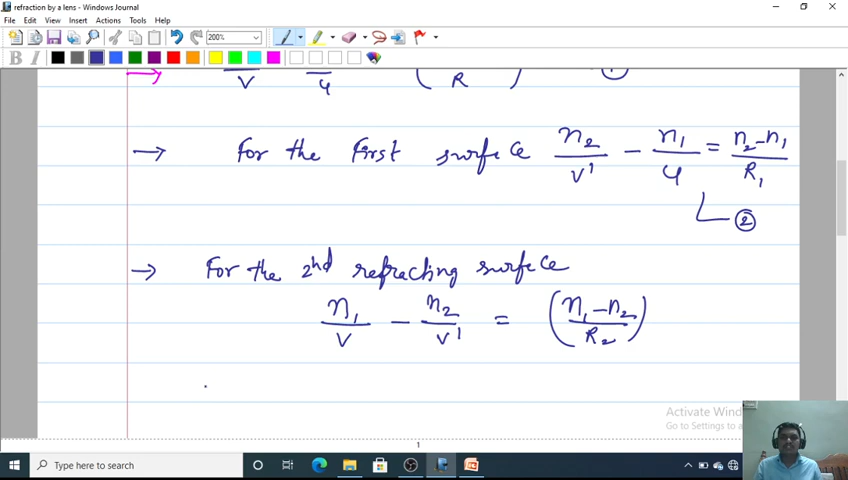 refraction by a lens - Windows Journal
File Edit View Insert Actions Tools Help
200%
B I
V u ( R ) ①
→ For the first surface n₂/v' − n₁/u = n₂−n₁/R₁
②
→ For the 2nd refracting surface
n₁/v − n₂/v' = (n₁−n₂/R₂)
Activate Wind
Go to Settings to a
1
Type here to search